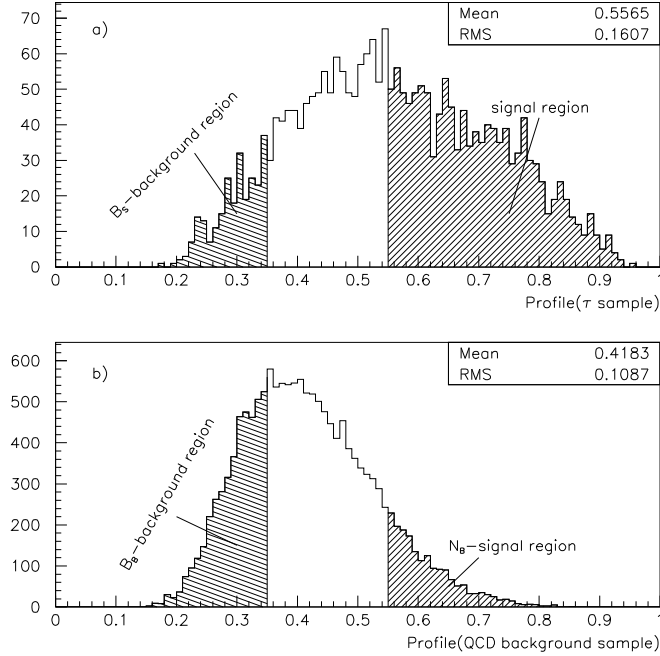 Mean 0.5565
RMS 0.1607
a)
70
60
50
40
30
20
10
0
B_S-background region
signal region
0 0.1 0.2 0.3 0.4 0.5 0.6 0.7 0.8 0.9 1
Profile(τ sample)
Mean 0.4183
RMS 0.1087
b)
600
500
400
300
200
100
0
B_B-background region
N_B-signal region
0 0.1 0.2 0.3 0.4 0.5 0.6 0.7 0.8 0.9 1
Profile(QCD background sample)